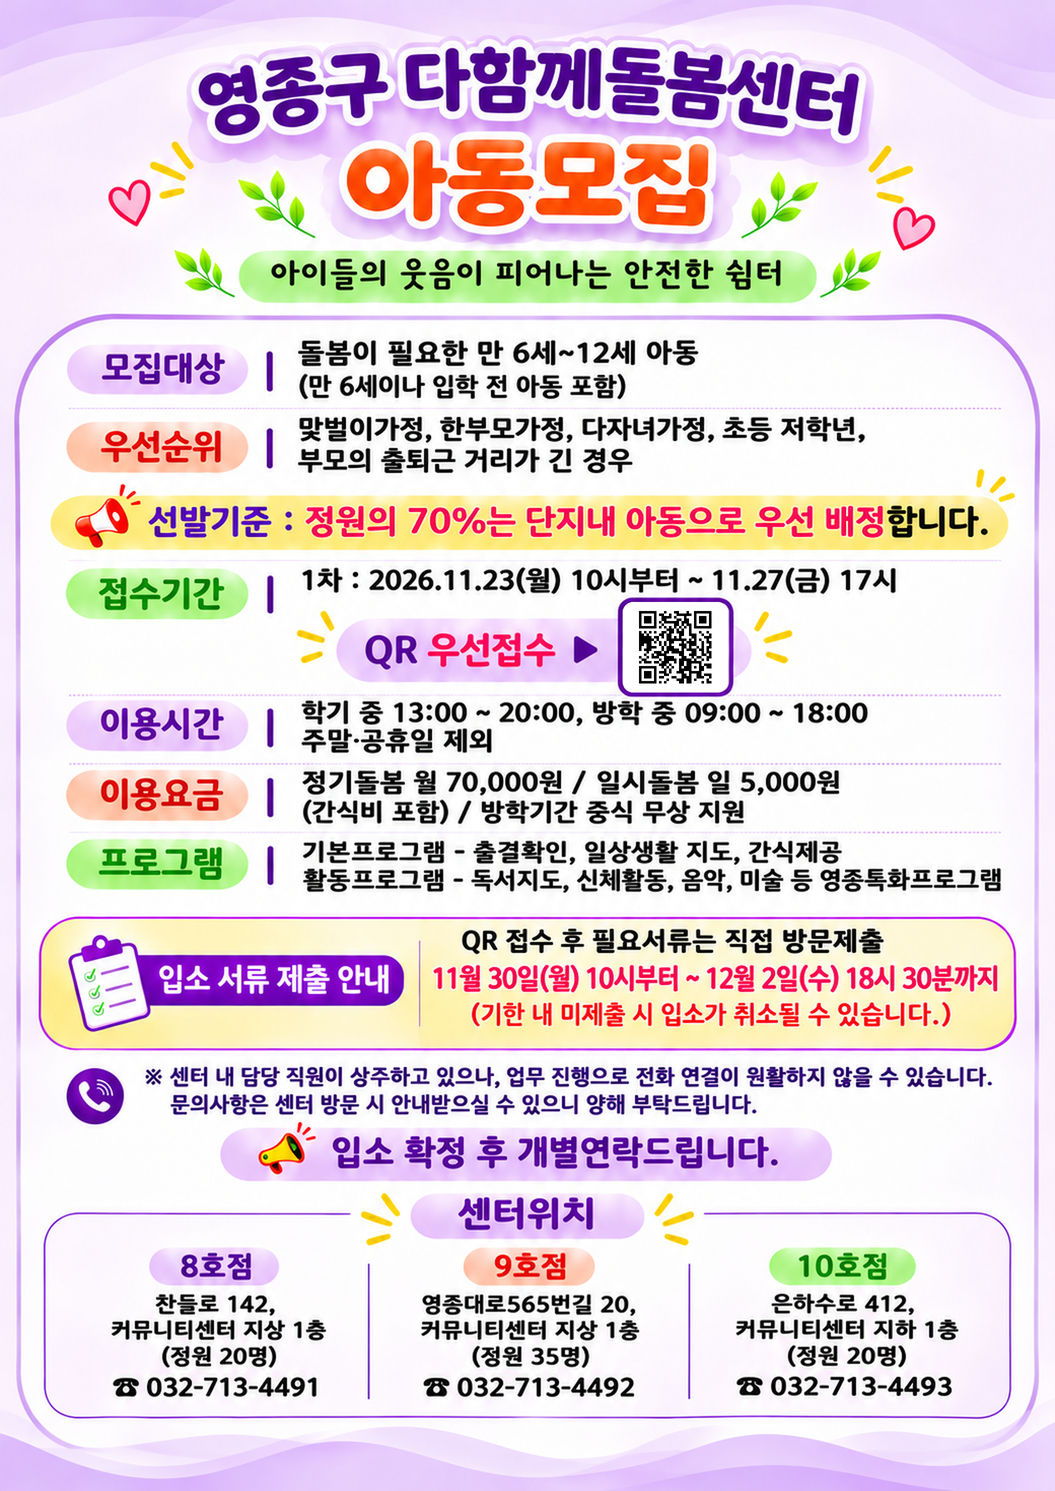 영종구 다함께돌봄센터
아동모집
아이들의 웃음이 피어나는 안전한 쉼터
모집대상
돌봄이 필요한 만 6세~12세 아동
(만 6세이나 입학 전 아동 포함)
우선순위
맞벌이가정, 한부모가정, 다자녀가정, 초등 저학년,
부모의 출퇴근 거리가 긴 경우
선발기준 : 정원의 70%는 단지내 아동으로 우선 배정합니다.
접수기간
1차 : 2026.11.23(월) 10시부터 ~ 11.27(금) 17시
QR 우선접수 ▶
이용시간
학기 중 13:00 ~ 20:00, 방학 중 09:00 ~ 18:00
주말·공휴일 제외
이용요금
정기돌봄 월 70,000원 / 일시돌봄 일 5,000원
(간식비 포함) / 방학기간 중식 무상 지원
프로그램
기본프로그램 - 출결확인, 일상생활 지도, 간식제공
활동프로그램 - 독서지도, 신체활동, 음악, 미술 등 영종특화프로그램
입소 서류 제출 안내
QR 접수 후 필요서류는 직접 방문제출
11월 30일(월) 10시부터 ~ 12월 2일(수) 18시 30분까지
(기한 내 미제출 시 입소가 취소될 수 있습니다.)
※ 센터 내 담당 직원이 상주하고 있으나, 업무 진행으로 전화 연결이 원활하지 않을 수 있습니다.
문의사항은 센터 방문 시 안내받으실 수 있으니 양해 부탁드립니다.
입소 확정 후 개별연락드립니다.
센터위치
8호점
찬들로 142,
커뮤니티센터 지상 1층
(정원 20명)
☎ 032-713-4491
9호점
영종대로565번길 20,
커뮤니티센터 지상 1층
(정원 35명)
☎ 032-713-4492
10호점
은하수로 412,
커뮤니티센터 지하 1층
(정원 20명)
☎ 032-713-4493